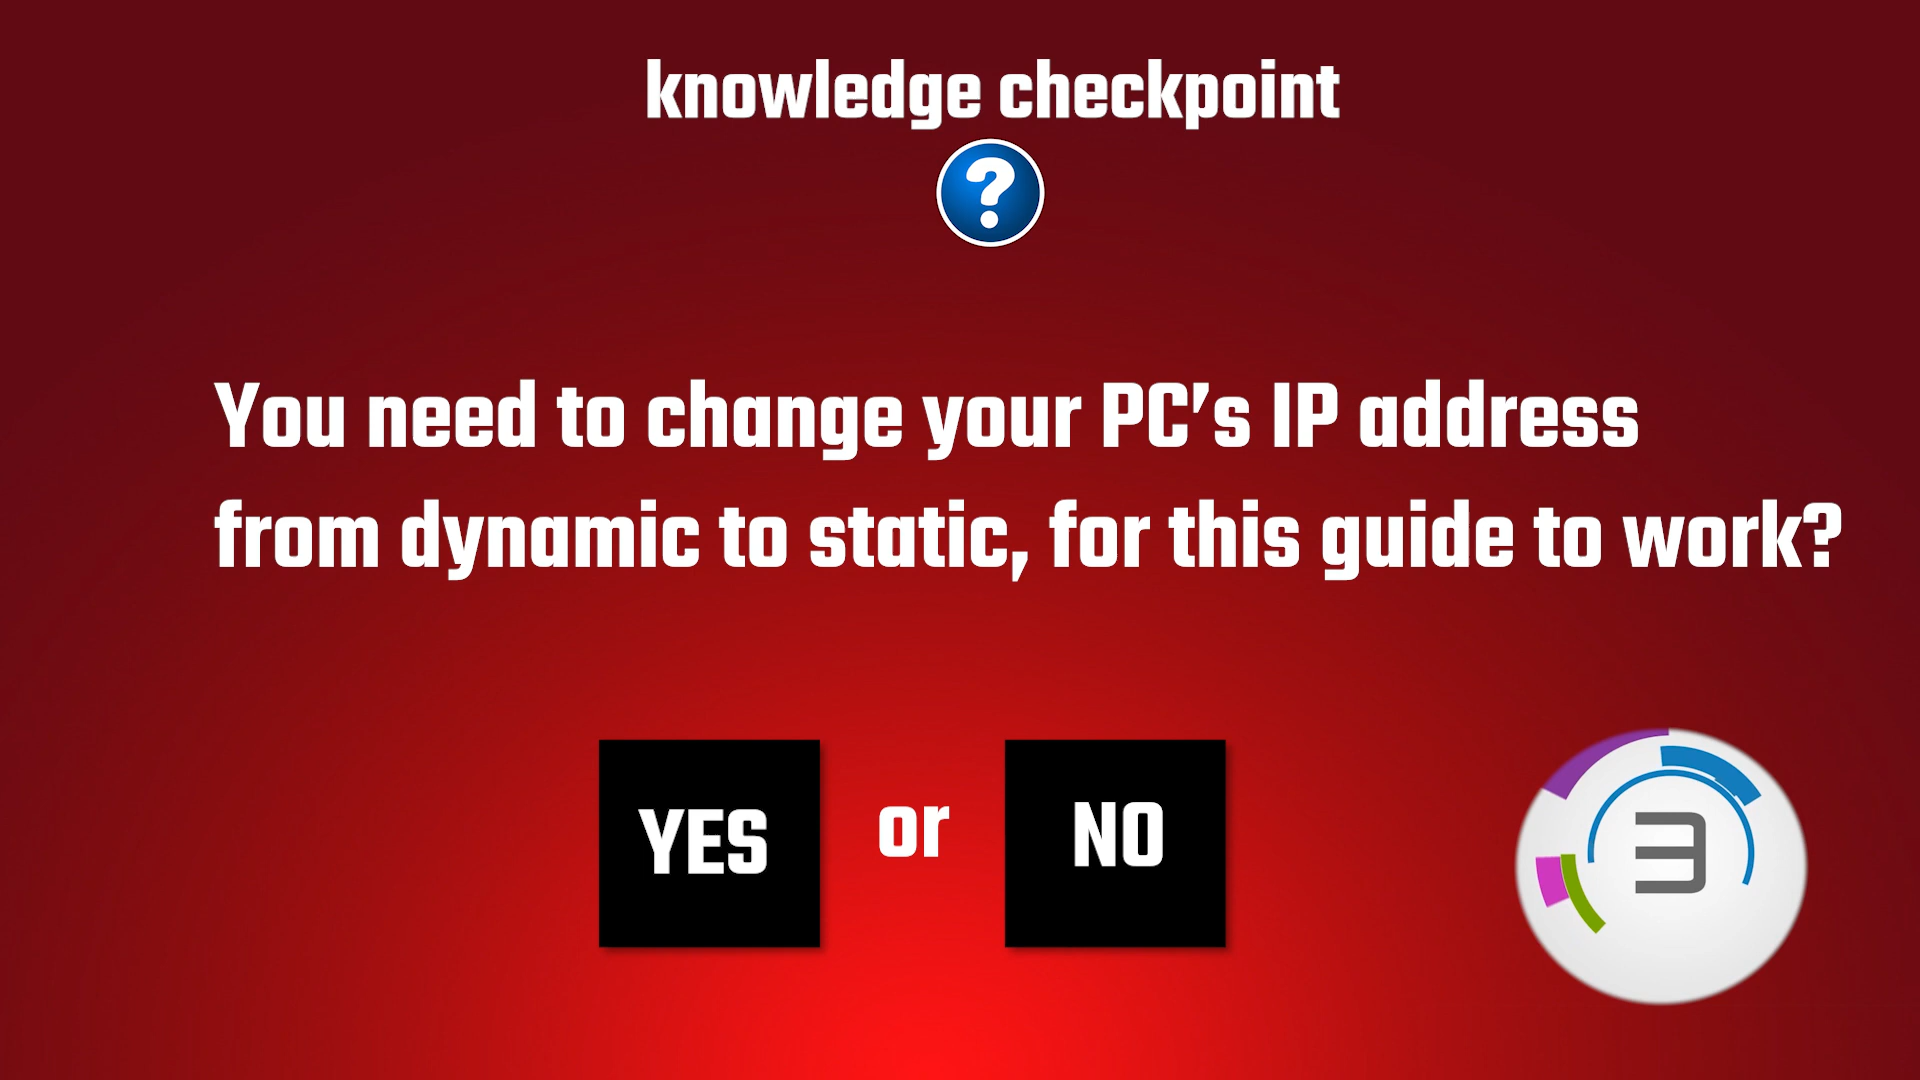 knowledge checkpoint
?
You need to change your PC’s IP address
from dynamic to static, for this guide to work?
YES or NO
3